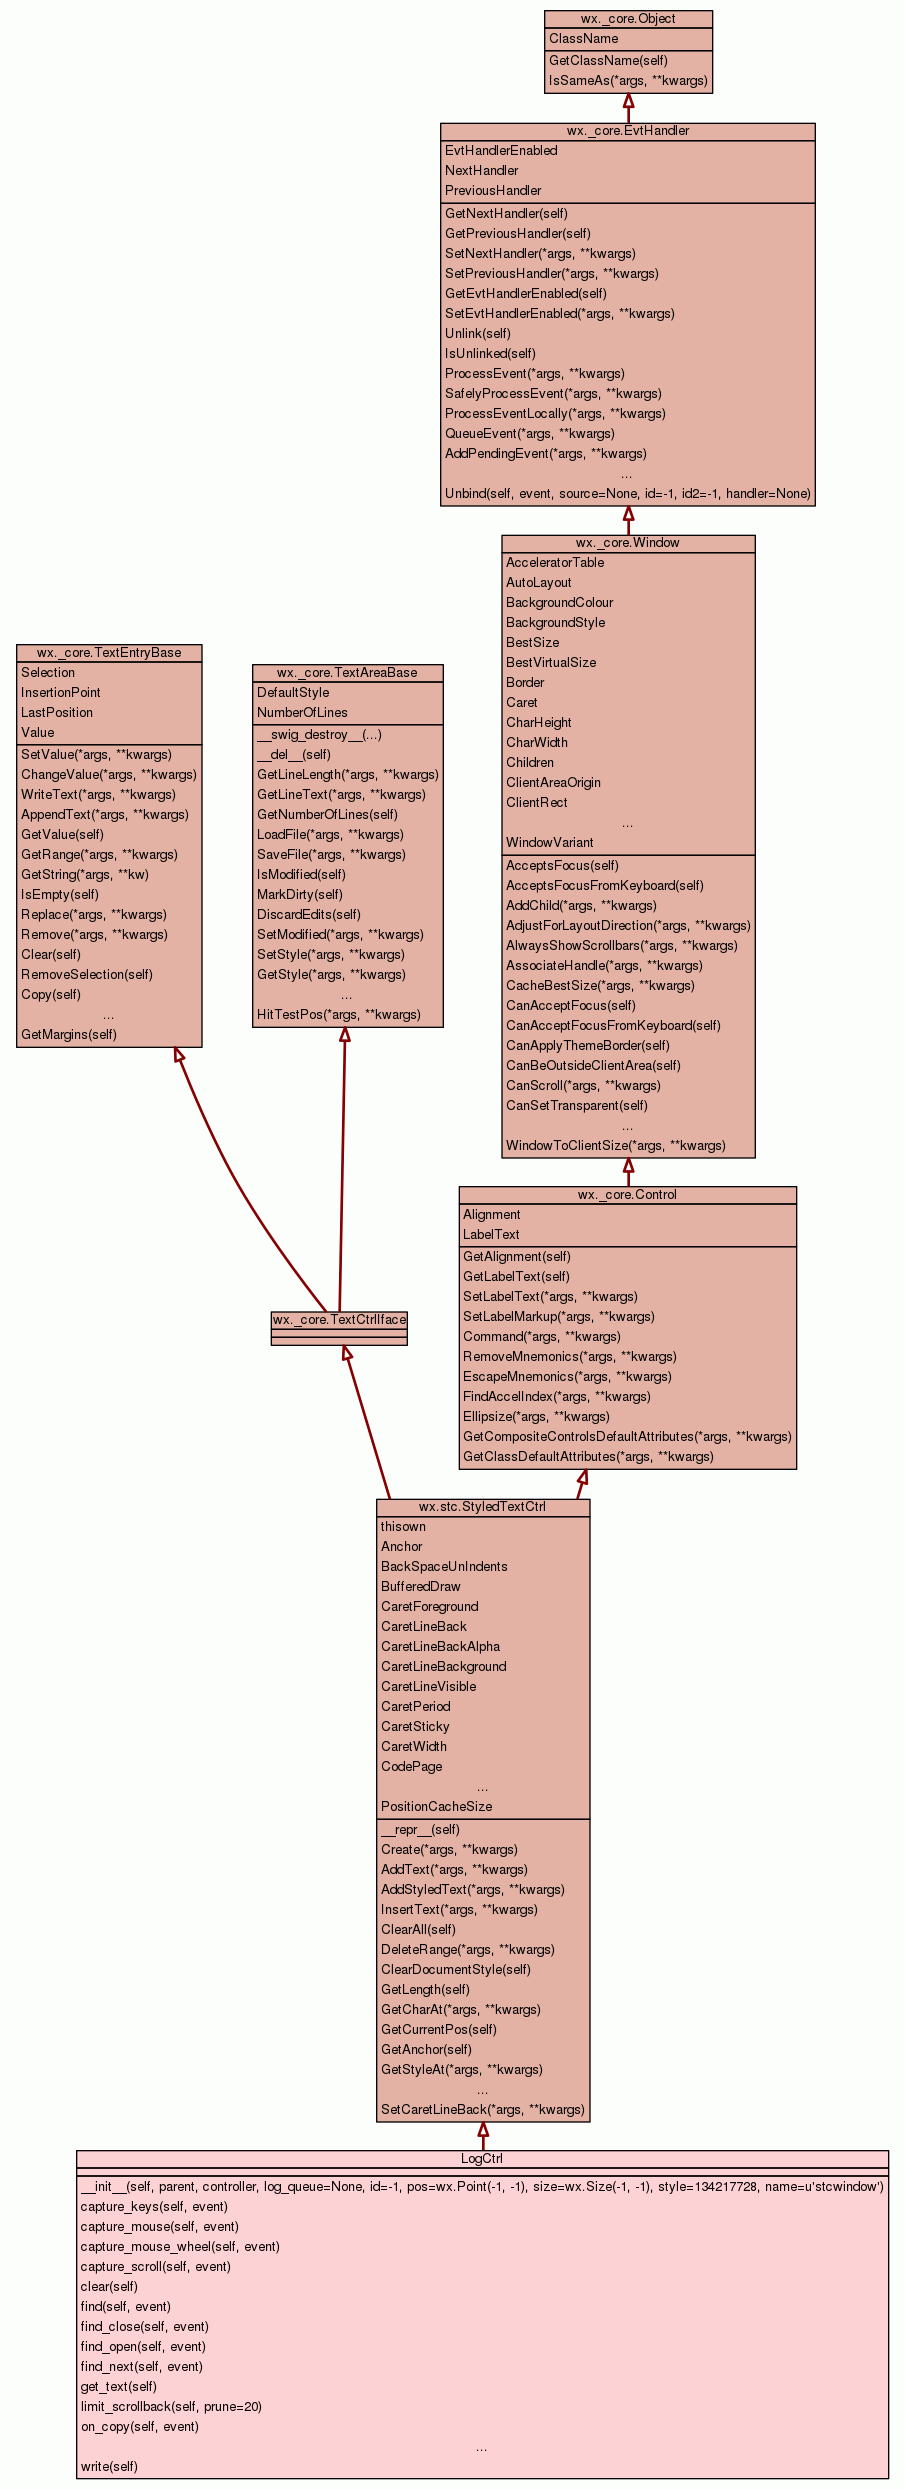 wx._core.Object
ClassName
GetClassName(self)
IsSameAs(*args, **kwargs)
wx._core.EvtHandler
EvtHandlerEnabled
NextHandler
PreviousHandler
GetNextHandler(self)
GetPreviousHandler(self)
SetNextHandler(*args, **kwargs)
SetPreviousHandler(*args, **kwargs)
GetEvtHandlerEnabled(self)
SetEvtHandlerEnabled(*args, **kwargs)
Unlink(self)
IsUnlinked(self)
ProcessEvent(*args, **kwargs)
SafelyProcessEvent(*args, **kwargs)
ProcessEventLocally(*args, **kwargs)
QueueEvent(*args, **kwargs)
AddPendingEvent(*args, **kwargs)
...
Unbind(self, event, source=None, id=-1, id2=-1, handler=None)
wx._core.Window
AcceleratorTable
AutoLayout
BackgroundColour
BackgroundStyle
BestSize
BestVirtualSize
Border
Caret
CharHeight
CharWidth
Children
ClientAreaOrigin
ClientRect
...
WindowVariant
AcceptsFocus(self)
AcceptsFocusFromKeyboard(self)
AddChild(*args, **kwargs)
AdjustForLayoutDirection(*args, **kwargs)
AlwaysShowScrollbars(*args, **kwargs)
AssociateHandle(*args, **kwargs)
CacheBestSize(*args, **kwargs)
CanAcceptFocus(self)
CanAcceptFocusFromKeyboard(self)
CanApplyThemeBorder(self)
CanBeOutsideClientArea(self)
CanScroll(*args, **kwargs)
CanSetTransparent(self)
...
WindowToClientSize(*args, **kwargs)
wx._core.TextEntryBase
Selection
InsertionPoint
LastPosition
Value
SetValue(*args, **kwargs)
ChangeValue(*args, **kwargs)
WriteText(*args, **kwargs)
AppendText(*args, **kwargs)
GetValue(self)
GetRange(*args, **kwargs)
GetString(*args, **kw)
IsEmpty(self)
Replace(*args, **kwargs)
Remove(*args, **kwargs)
Clear(self)
RemoveSelection(self)
Copy(self)
...
GetMargins(self)
wx._core.TextAreaBase
DefaultStyle
NumberOfLines
__swig_destroy__(...)
__del__(self)
GetLineLength(*args, **kwargs)
GetLineText(*args, **kwargs)
GetNumberOfLines(self)
LoadFile(*args, **kwargs)
SaveFile(*args, **kwargs)
IsModified(self)
MarkDirty(self)
DiscardEdits(self)
SetModified(*args, **kwargs)
SetStyle(*args, **kwargs)
GetStyle(*args, **kwargs)
...
HitTestPos(*args, **kwargs)
wx._core.Control
Alignment
LabelText
GetAlignment(self)
GetLabelText(self)
SetLabelText(*args, **kwargs)
SetLabelMarkup(*args, **kwargs)
Command(*args, **kwargs)
RemoveMnemonics(*args, **kwargs)
EscapeMnemonics(*args, **kwargs)
FindAccelIndex(*args, **kwargs)
Ellipsize(*args, **kwargs)
GetCompositeControlsDefaultAttributes(*args, **kwargs)
GetClassDefaultAttributes(*args, **kwargs)
wx._core.TextCtrlIface
wx.stc.StyledTextCtrl
thisown
Anchor
BackSpaceUnIndents
BufferedDraw
CaretForeground
CaretLineBack
CaretLineBackAlpha
CaretLineBackground
CaretLineVisible
CaretPeriod
CaretSticky
CaretWidth
CodePage
...
PositionCacheSize
__repr__(self)
Create(*args, **kwargs)
AddText(*args, **kwargs)
AddStyledText(*args, **kwargs)
InsertText(*args, **kwargs)
ClearAll(self)
DeleteRange(*args, **kwargs)
ClearDocumentStyle(self)
GetLength(self)
GetCharAt(*args, **kwargs)
GetCurrentPos(self)
GetAnchor(self)
GetStyleAt(*args, **kwargs)
...
SetCaretLineBack(*args, **kwargs)
LogCtrl
__init__(self, parent, controller, log_queue=None, id=-1, pos=wx.Point(-1, -1), size=wx.Size(-1, -1), style=134217728, name=u'stcwindow')
capture_keys(self, event)
capture_mouse(self, event)
capture_mouse_wheel(self, event)
capture_scroll(self, event)
clear(self)
find(self, event)
find_close(self, event)
find_open(self, event)
find_next(self, event)
get_text(self)
limit_scrollback(self, prune=20)
on_copy(self, event)
...
write(self)